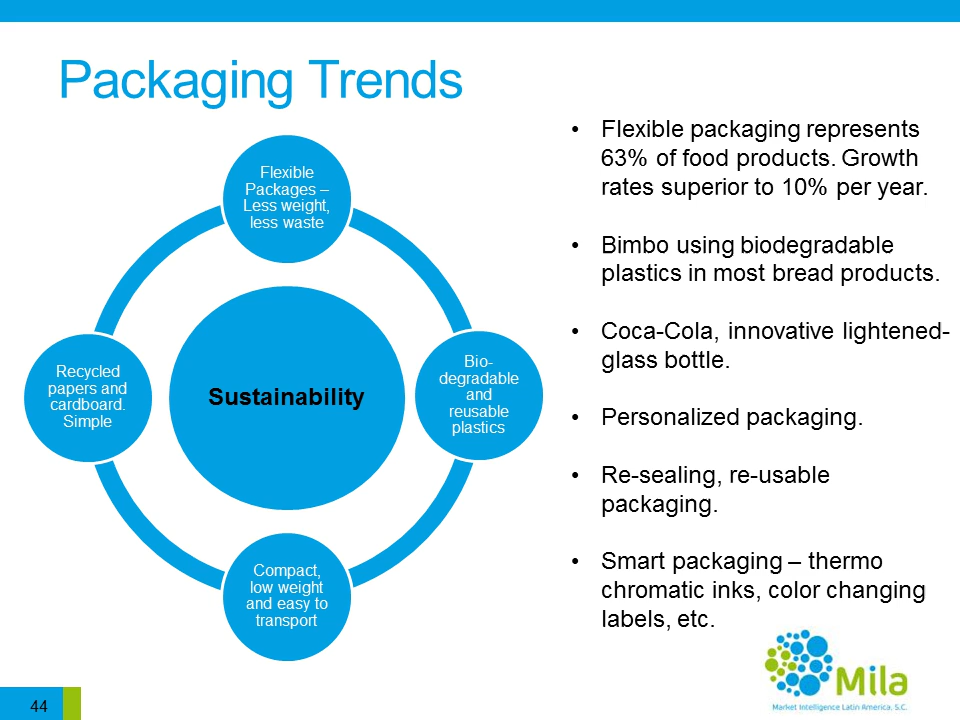 Packaging Trends
Flexible
Packages –
Less weight,
less waste
Bio-
degradable
and
reusable
plastics
Compact,
low weight
and easy to
transport
Recycled
papers and
cardboard.
Simple
Sustainability
• Flexible packaging represents
63% of food products. Growth
rates superior to 10% per year.
• Bimbo using biodegradable
plastics in most bread products.
• Coca-Cola, innovative lightened-
glass bottle.
• Personalized packaging.
• Re-sealing, re-usable
packaging.
• Smart packaging – thermo
chromatic inks, color changing
labels, etc.
Mila
Market Intelligence Latin America, S.C.
44